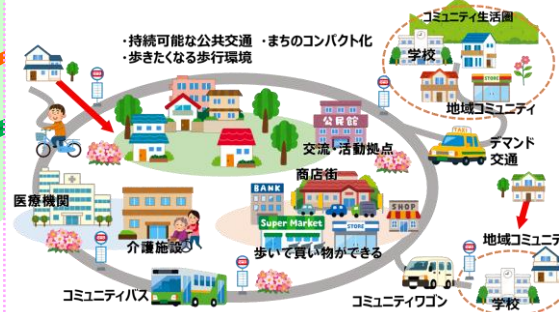 コミュニティ生活圏
・持続可能な公共交通 ・まちのコンパクト化
・歩きたくなる歩行環境
学校
STORE
地域コミュニティ
公民館
TAXI
交流・活動拠点
デマンド
交通
商店街
医療機関
BANK
SHOP
Super Market
STORE
介護施設
歩いて買い物ができる
地域コミュニティ
コミュニティバス
コミュニティワゴン
学校